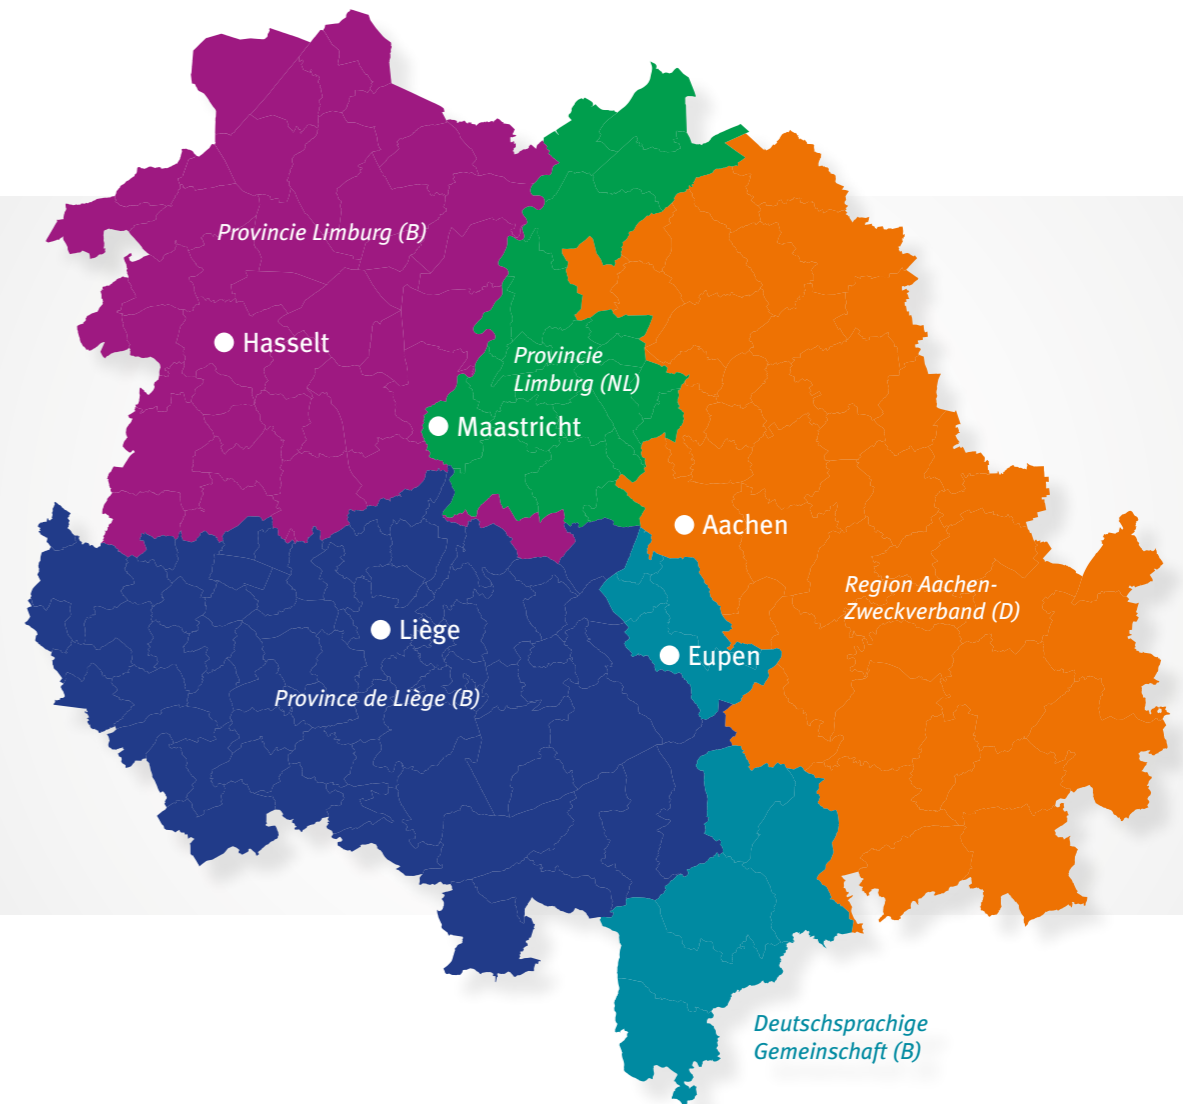 Provincie Limburg (B)
Hasselt
Provincie
Limburg (NL)
Maastricht
Aachen
Region Aachen-
Zweckverband (D)
Liège
Eupen
Province de Liège (B)
Deutschsprachige
Gemeinschaft (B)